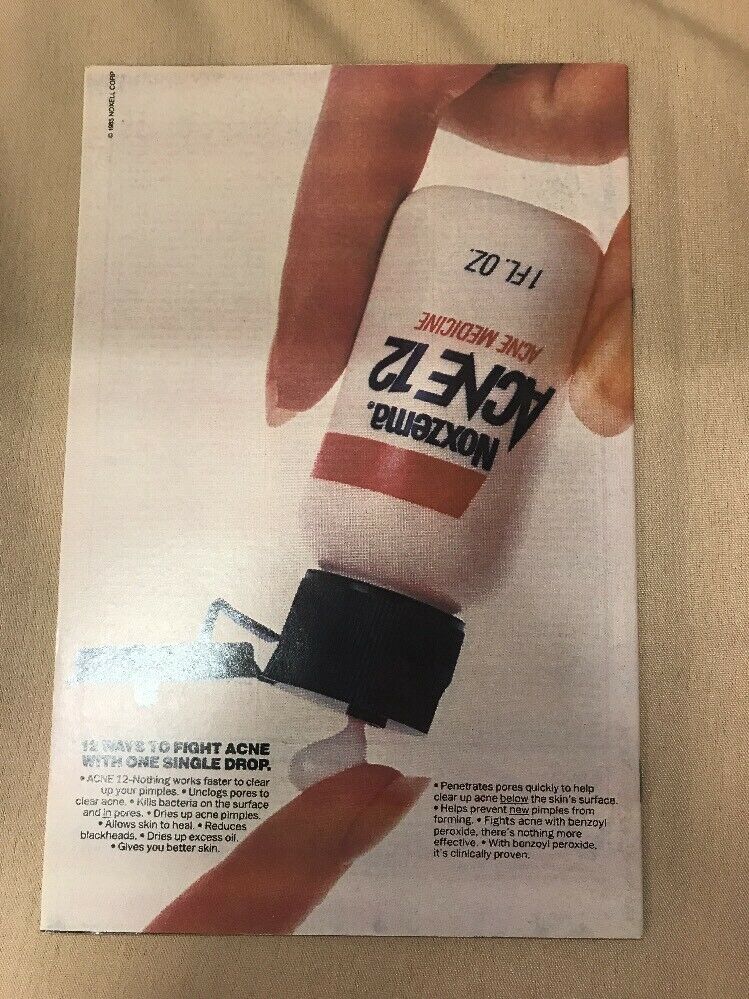 © 1983 NOXELL CORP
1 FL. OZ.
ACNE MEDICINE
ACNE 12
Noxzema.
12 WAYS TO FIGHT ACNE
WITH ONE SINGLE DROP.
• ACNE 12-Nothing works faster to clear
up your pimples. • Unclogs pores to
clear acne. • Kills bacteria on the surface
and in pores. • Dries up acne pimples.
• Allows skin to heal. • Reduces
blackheads. • Dries up excess oil.
• Gives you better skin.
• Penetrates pores quickly to help
clear up acne below the skin's surface.
• Helps prevent new pimples from
forming. • Fights acne with benzoyl
peroxide, there's nothing more
effective. • With benzoyl peroxide,
it's clinically proven.